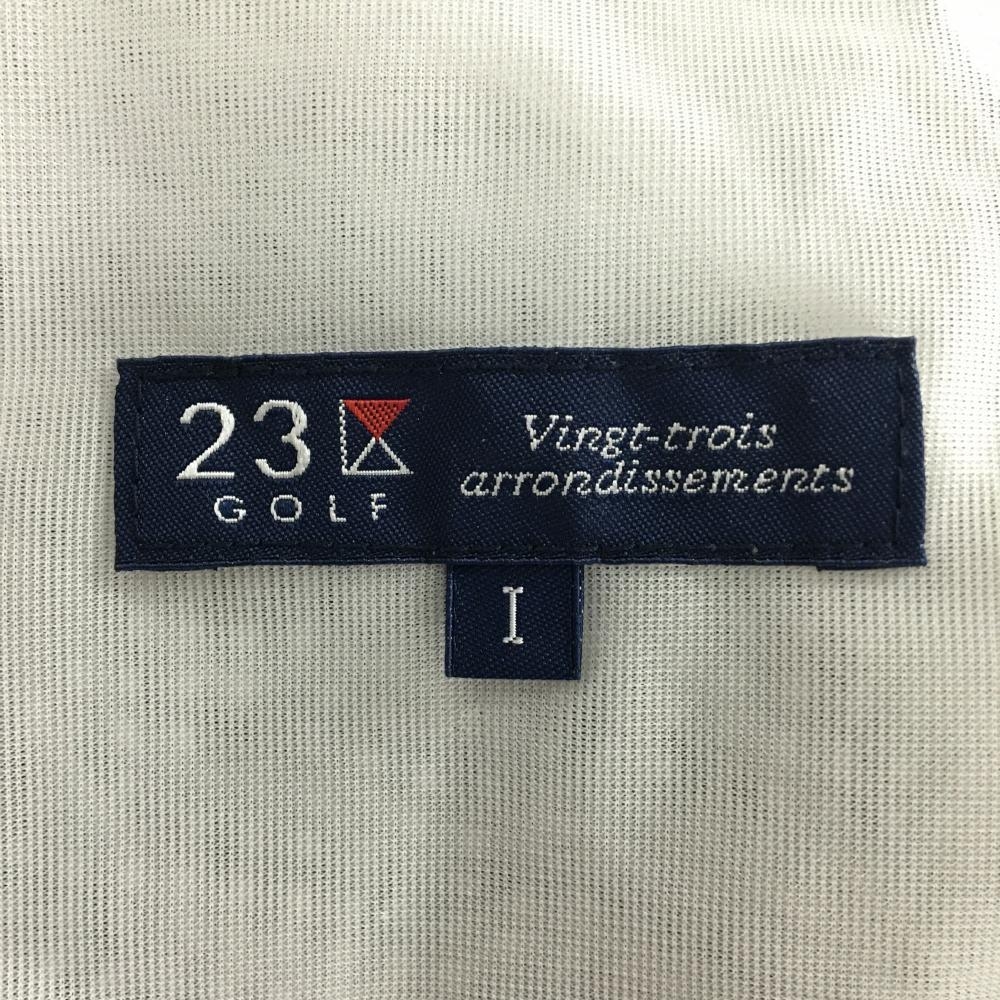 23
GOLF
Vingt-trois
arrondissements
I